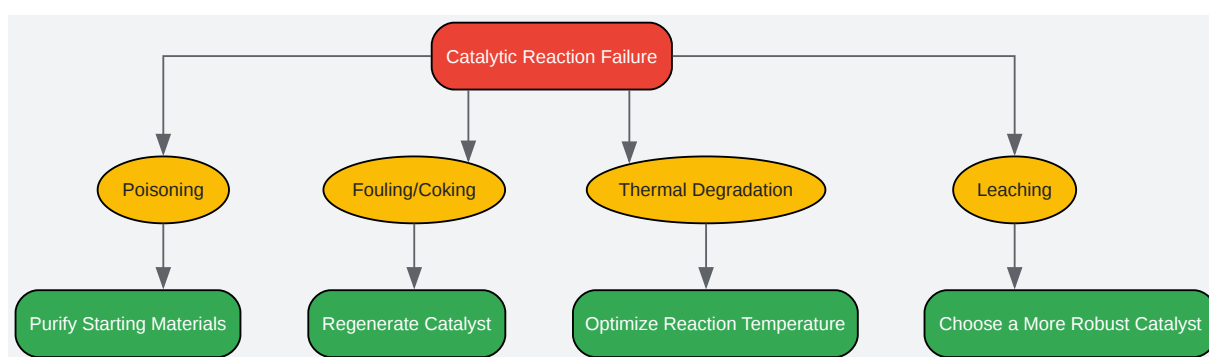 Catalytic Reaction Failure
Poisoning
Fouling/Coking
Thermal Degradation
Leaching
Purify Starting Materials
Regenerate Catalyst
Optimize Reaction Temperature
Choose a More Robust Catalyst